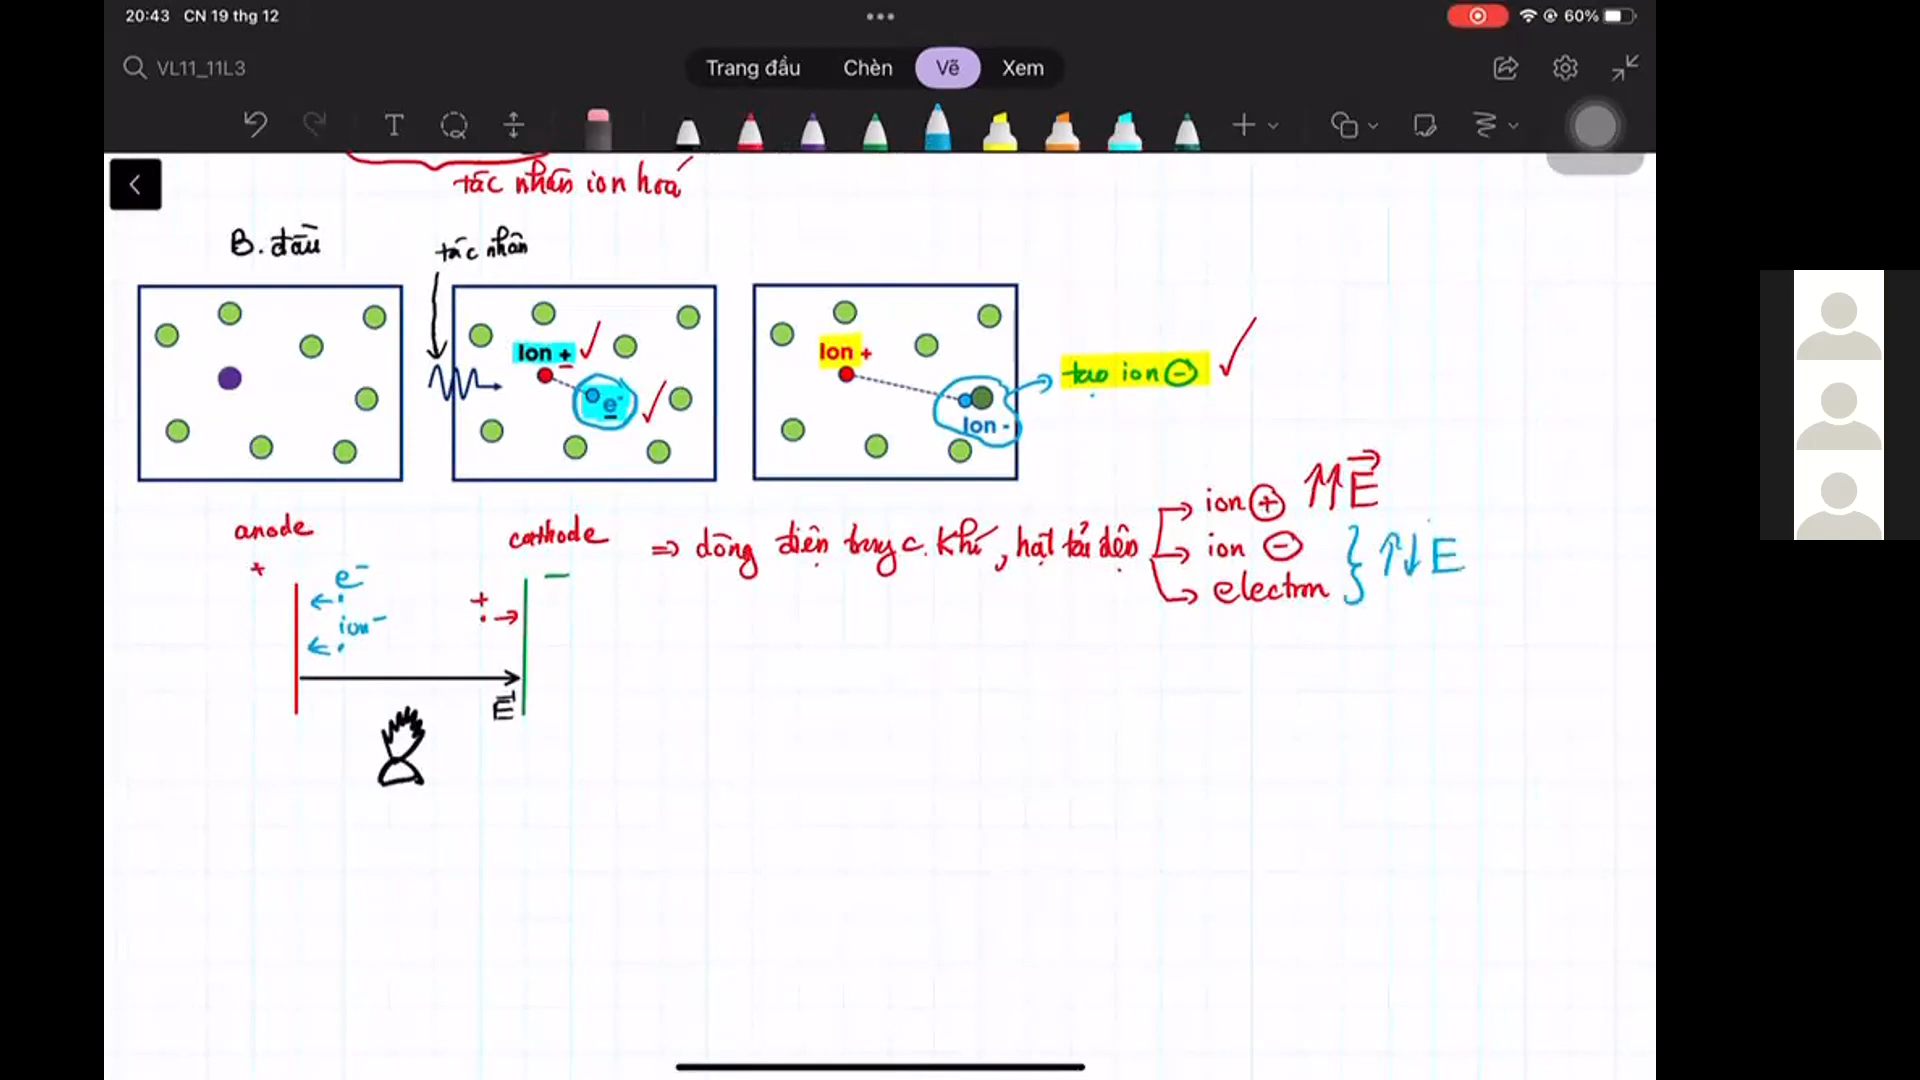 20:43 CN 19 thg 12
60%
VL11_11L3
Trang đầu Chèn Vẽ Xem
T
tác nhân ion hoá
B. đầu
tác nhân
Ion +
e-
Ion +
Ion -
tạo ion ⊖
anode
+
cathode
−
e−
ion−
+
E
⇒ dòng điện trog c. khí, hạt tải điện
ion ⊕ ↑↑ E
ion ⊖
electron
↑↓ E